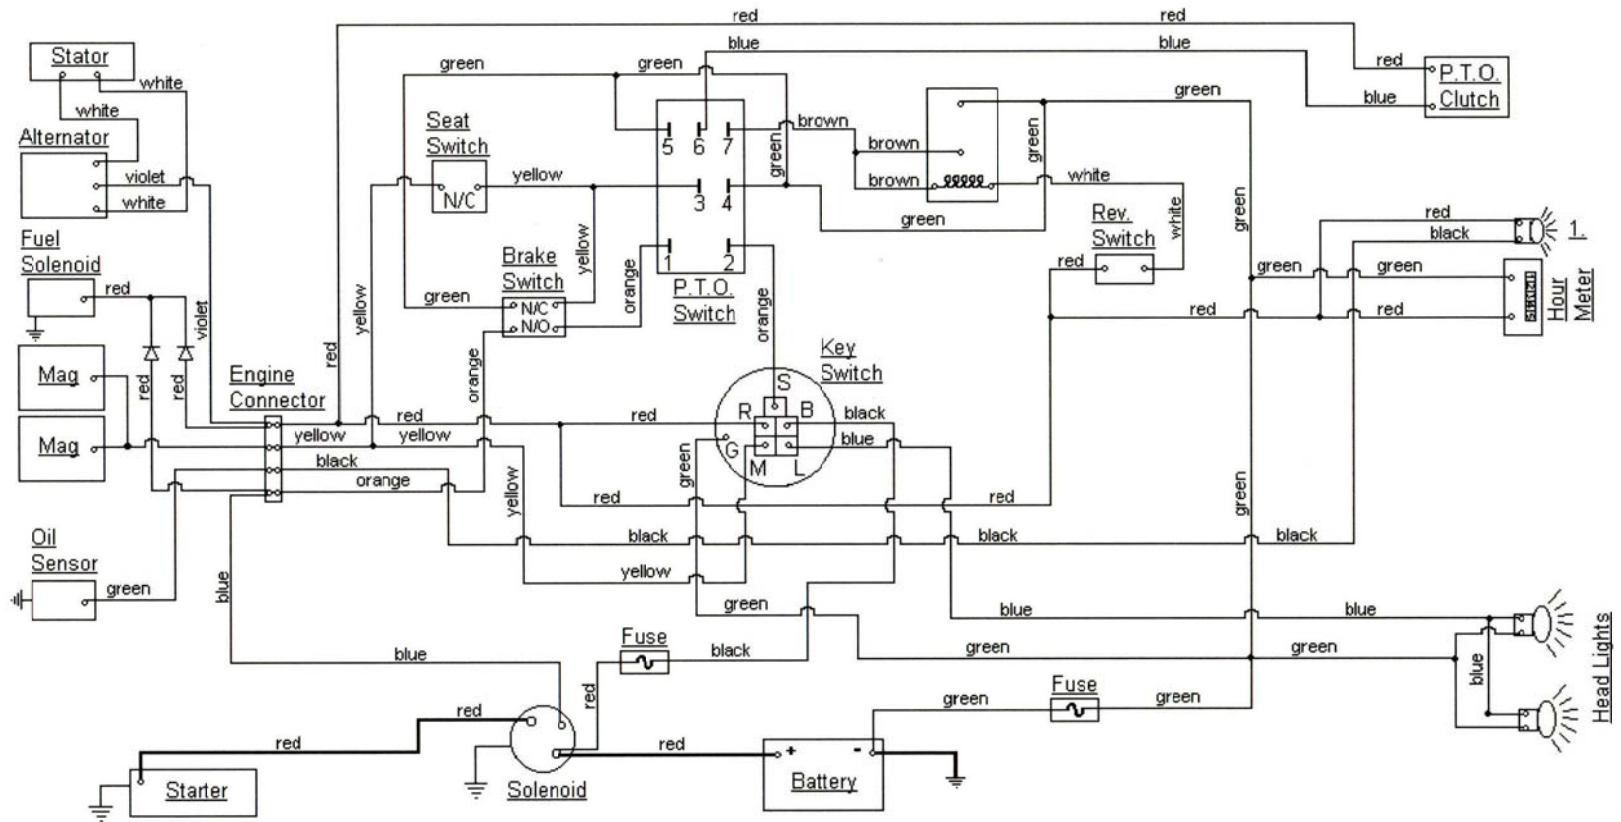 red
red
Stator
white
white
blue
blue
green
green
red
P.T.O.
Clutch
blue
green
Alternator
violet
white
Seat
Switch
N/C
yellow
5
6
7
3
4
1
2
P.T.O.
Switch
brown
brown
brown
green
green
green
white
white
green
Rev.
Switch
red
red
black
1.
Fuel
Solenoid
red
violet
red
red
Mag
Mag
yellow
Brake
Switch
green
N/C
N/O
yellow
orange
orange
orange
green
green
Hour
Meter
red
red
red
Engine
Connector
red
yellow
yellow
black
orange
red
Key
Switch
S
R
B
G
M
L
black
blue
green
red
red
yellow
green
Oil
Sensor
green
blue
black
black
black
yellow
green
blue
blue
Head Lights
blue
Fuse
black
green
green
blue
red
Fuse
green
green
red
red
Starter
Solenoid
red
+
-
Battery